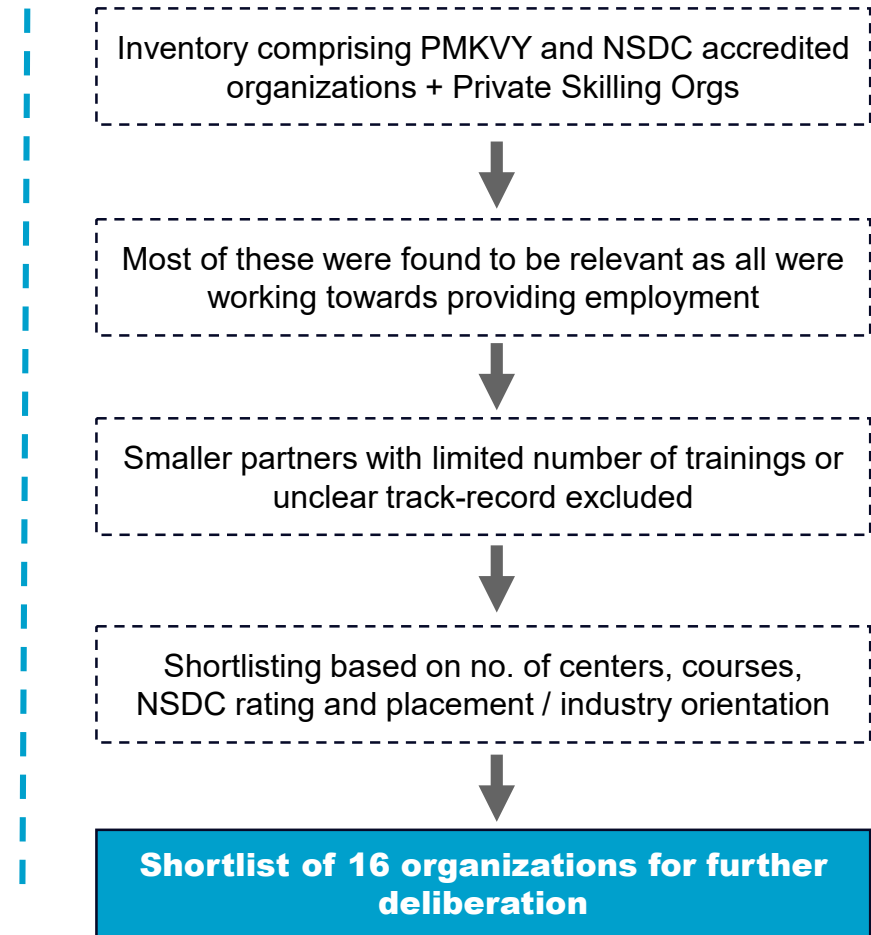 Inventory comprising PMKVY and NSDC accredited
organizations + Private Skilling Orgs
Most of these were found to be relevant as all were
working towards providing employment
Smaller partners with limited number of trainings or
unclear track-record excluded
Shortlisting based on no. of centers, courses,
NSDC rating and placement / industry orientation
Shortlist of 16 organizations for further
deliberation